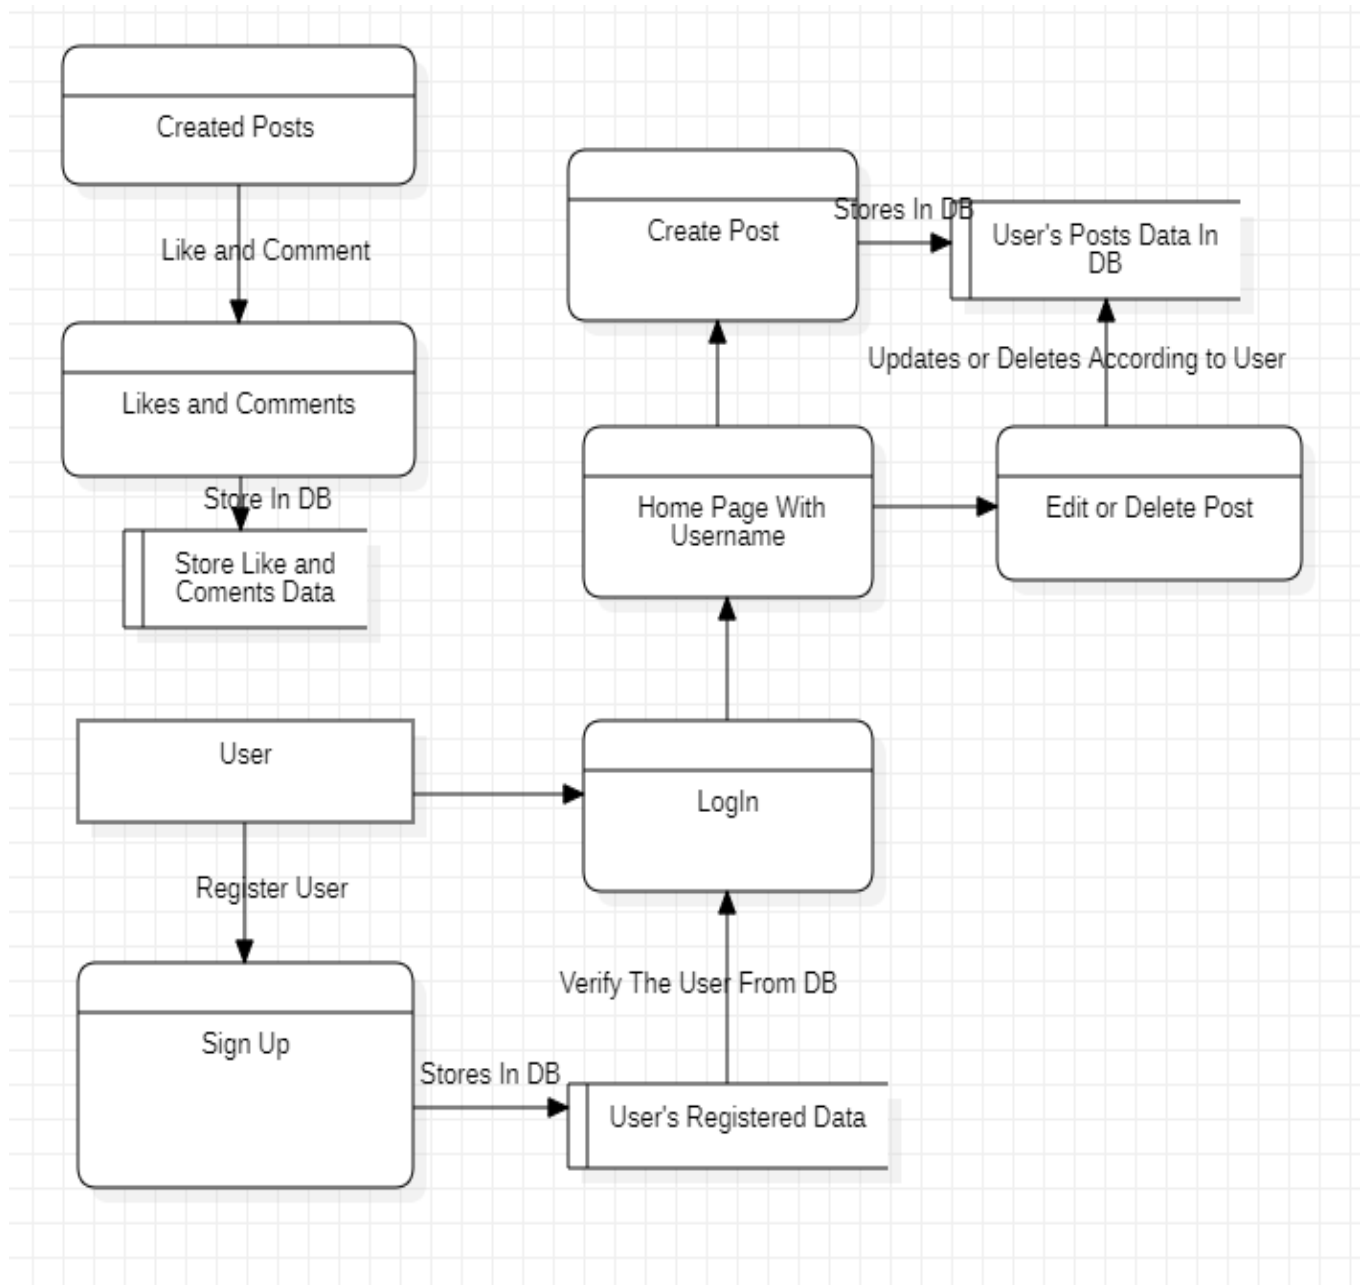 Created Posts
Like and Comment
Likes and Comments
Store In DB
Store Like and
Coments Data
Create Post
Stores In DB
User's Posts Data In
DB
Updates or Deletes According to User
Home Page With
Username
Edit or Delete Post
User
LogIn
Register User
Verify The User From DB
Sign Up
Stores In DB
User's Registered Data